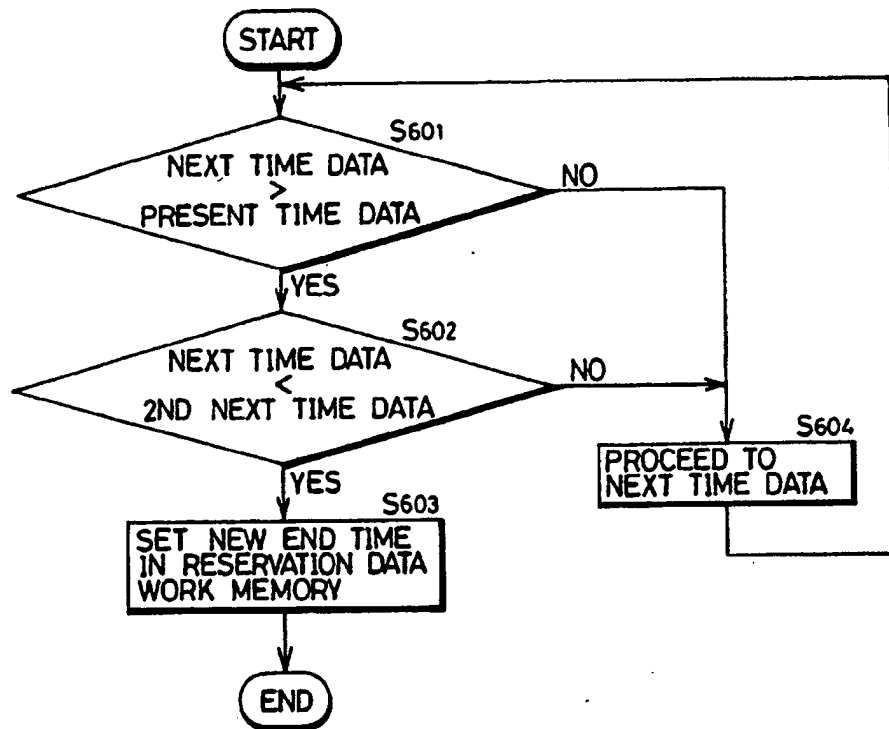 START
S601
NEXT TIME DATA
>
PRESENT TIME DATA
NO
YES
S602
NEXT TIME DATA
<
2ND NEXT TIME DATA
NO
YES
S604
PROCEED TO
NEXT TIME DATA
S603
SET NEW END TIME
IN RESERVATION DATA
WORK MEMORY
END